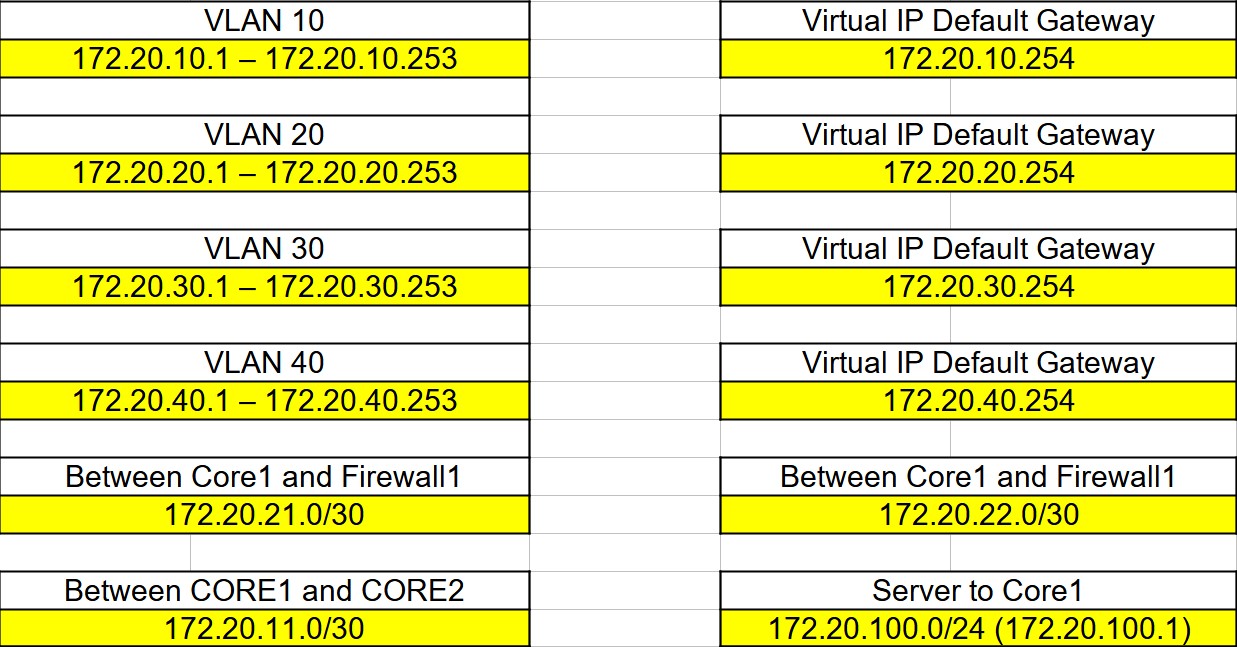 VLAN 10
Virtual IP Default Gateway
172.20.10.1 – 172.20.10.253
172.20.10.254
VLAN 20
Virtual IP Default Gateway
172.20.20.1 – 172.20.20.253
172.20.20.254
VLAN 30
Virtual IP Default Gateway
172.20.30.1 – 172.20.30.253
172.20.30.254
VLAN 40
Virtual IP Default Gateway
172.20.40.1 – 172.20.40.253
172.20.40.254
Between Core1 and Firewall1
Between Core1 and Firewall1
172.20.21.0/30
172.20.22.0/30
Between CORE1 and CORE2
Server to Core1
172.20.11.0/30
172.20.100.0/24 (172.20.100.1)